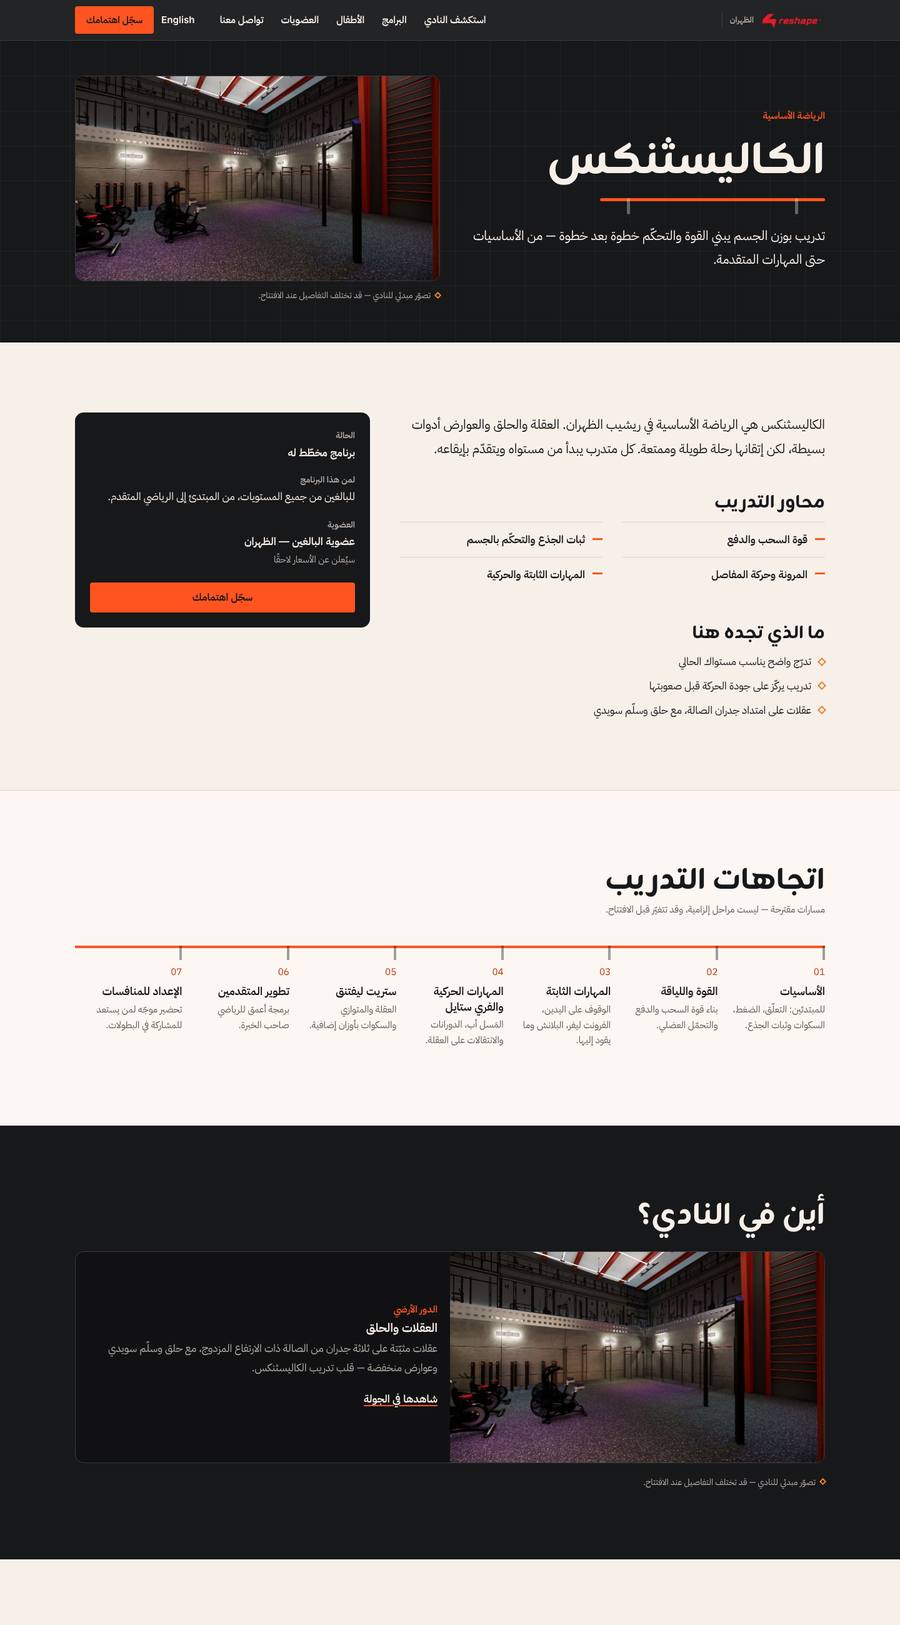 reshape
الظهران
استكشف النادي
البرامج
الأطفال
العضويات
تواصل معنا
English
سجّل اهتمامك
الرياضة الأساسية
الكاليسثنكس
تدريب بوزن الجسم يبني القوة والتحكّم خطوة بعد خطوة — من الأساسيات
حتى المهارات المتقدمة.
تصوّر مبدئي للنادي — قد تختلف التفاصيل عند الافتتاح.
الكاليسثنكس هي الرياضة الأساسية في ريشيب الظهران. العقلة والحلق والعوارض أدوات
بسيطة، لكن إتقانها رحلة طويلة وممتعة. كل متدرب يبدأ من مستواه ويتقدّم بإيقاعه.
محاور التدريب
قوة السحب والدفع
ثبات الجذع والتحكّم بالجسم
المرونة وحركة المفاصل
المهارات الثابتة والحركية
ما الذي تجده هنا
تدرّج واضح يناسب مستواك الحالي
تدريب يركّز على جودة الحركة قبل صعوبتها
عقلات على امتداد جدران الصالة، مع حلق وسلّم سويدي
الحالة
برنامج مخطّط له
لمن هذا البرنامج
للبالغين من جميع المستويات، من المبتدئ إلى الرياضي المتقدم.
العضوية
عضوية البالغين — الظهران
سيُعلن عن الأسعار لاحقًا
سجّل اهتمامك
اتجاهات التدريب
مسارات مقترحة — ليست مراحل إلزامية، وقد تتغيّر قبل الافتتاح.
01
الأساسيات
للمبتدئين: التعلّق، الضغط،
السكوات وثبات الجذع.
02
القوة واللياقة
بناء قوة السحب والدفع
والتحمّل العضلي.
03
المهارات الثابتة
الوقوف على اليدين،
الفرونت ليفر، البلانش وما
يقود إليها.
04
المهارات الحركية
والفري ستايل
المَسل أب، الدورانات
والانتقالات على العقلة.
05
ستريت ليفتنق
العقلة والمتوازي
والسكوات بأوزان إضافية.
06
تطوير المتقدمين
برمجة أعمق للرياضي
صاحب الخبرة.
07
الإعداد للمنافسات
تحضير موجّه لمن يستعد
للمشاركة في البطولات.
أين في النادي؟
الدور الأرضي
العقلات والحلق
عقلات مثبّتة على ثلاثة جدران من الصالة ذات الارتفاع المزدوج، مع حلق وسلّم سويدي
وعوارض منخفضة — قلب تدريب الكاليسثنكس.
شاهدها في الجولة
تصوّر مبدئي للنادي — قد تختلف التفاصيل عند الافتتاح.